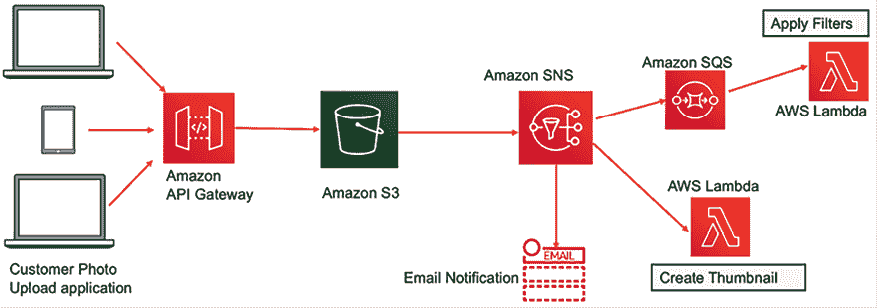 Apply Filters
Amazon SQS
Amazon SNS
AWS Lambda
Amazon
API Gateway
Amazon S3
AWS Lambda
EMAIL
Email Notification
Create Thumbnail
Customer Photo
Upload application